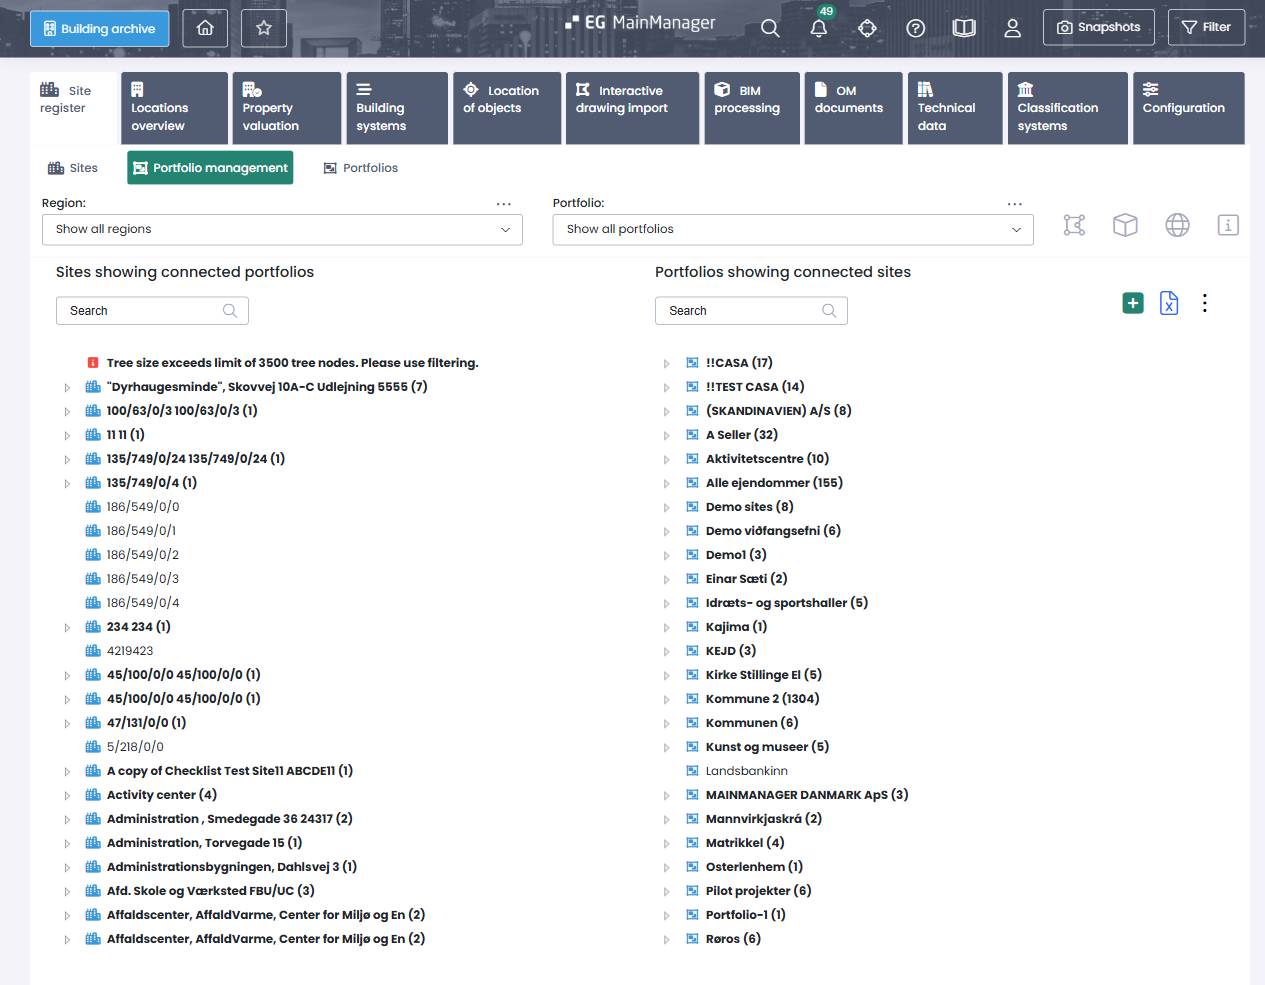 Building archive
EG MainManager
49
Snapshots
Filter
Site register
Locations overview
Property valuation
Building systems
Location of objects
Interactive drawing import
BIM processing
OM documents
Technical data
Classification systems
Configuration
Sites
Portfolio management
Portfolios
Region:
...
Portfolio:
...
Show all regions
Show all portfolios
Sites showing connected portfolios
Search
Tree size exceeds limit of 3500 tree nodes. Please use filtering.
"Dyrhaugesminde", Skovvej 10A-C Udlejning 5555 (7)
100/63/0/3 100/63/0/3 (1)
11 11 (1)
135/749/0/24 135/749/0/24 (1)
135/749/0/4 (1)
186/549/0/0
186/549/0/1
186/549/0/2
186/549/0/3
186/549/0/4
234 234 (1)
4219423
45/100/0/0 45/100/0/0 (1)
45/100/0/0 45/100/0/0 (1)
47/131/0/0 (1)
5/218/0/0
A copy of Checklist Test Site11 ABCDE11 (1)
Activity center (4)
Administration , Smedegade 36 24317 (2)
Administration, Torvegade 15 (1)
Administrationsbygningen, Dahlsvej 3 (1)
Afd. Skole og Værksted FBU/UC (3)
Affaldscenter, AffaldVarme, Center for Miljø og En (2)
Affaldscenter, AffaldVarme, Center for Miljø og En (2)
Portfolios showing connected sites
Search
!!CASA (17)
!!TEST CASA (14)
(SKANDINAVIEN) A/S (8)
A Seller (32)
Aktivitetscentre (10)
Alle ejendommer (155)
Demo sites (8)
Demo viðfangsefni (6)
Demo1 (3)
Einar Sæti (2)
Idræts- og sportshaller (5)
Kajima (1)
KEJD (3)
Kirke Stillinge El (5)
Kommune 2 (1304)
Kommunen (6)
Kunst og museer (5)
Landsbankinn
MAINMANAGER DANMARK ApS (3)
Mannvirkjaskrá (2)
Matrikkel (4)
Osterlenhem (1)
Pilot projekter (6)
Portfolio-1 (1)
Røros (6)